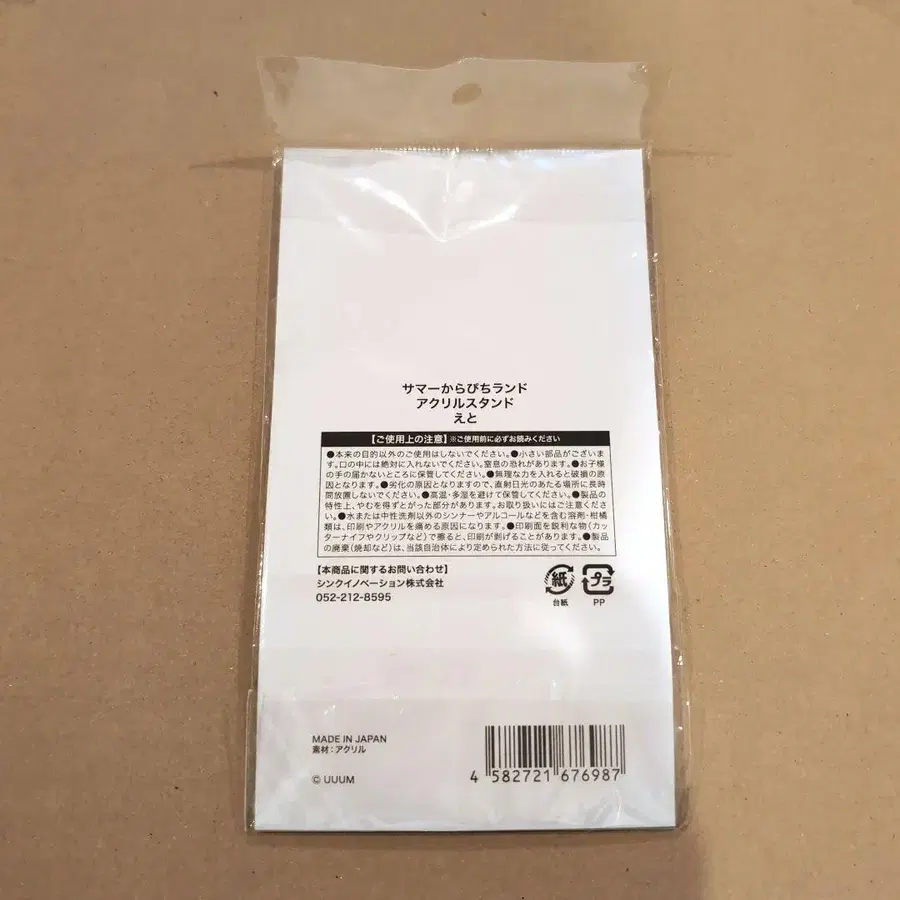 サマーからぴちランド
アクリルスタンド
えと
【ご使用上の注意】※ご使用前に必ずお読みください
●本来の目的以外のご使用はしないでください。●小さい部品がございま
す。口の中には絶対に入れないでください。窒息の恐れがあります。●お子様
の手の届かないところに保管してください。●無理な力を入れると破損の原
因となります。●劣化の原因となりますので、直射日光のあたる場所に長時
間放置しないでください。●高温・多湿を避けて保管してください。●製品の
特性上、やむを得ずとがった部分があります。お取り扱いにはご注意くださ
い。●水または中性洗剤以外のシンナーやアルコールなどを含む溶剤・柑橘
類は、印刷やアクリルを痛める原因になります。●印刷面を鋭利な物(カッ
ターナイフやクリップなど)で擦ると、印刷が剥げることがあります。●製品
の廃棄(焼却など)は、当該自治体により定められた方法に従ってください。
【本商品に関するお問い合わせ】
シンクイノベーション株式会社
052-212-8595
紙
台紙
プラ
PP
MADE IN JAPAN
素材：アクリル
© UUUM
4 582721 676987